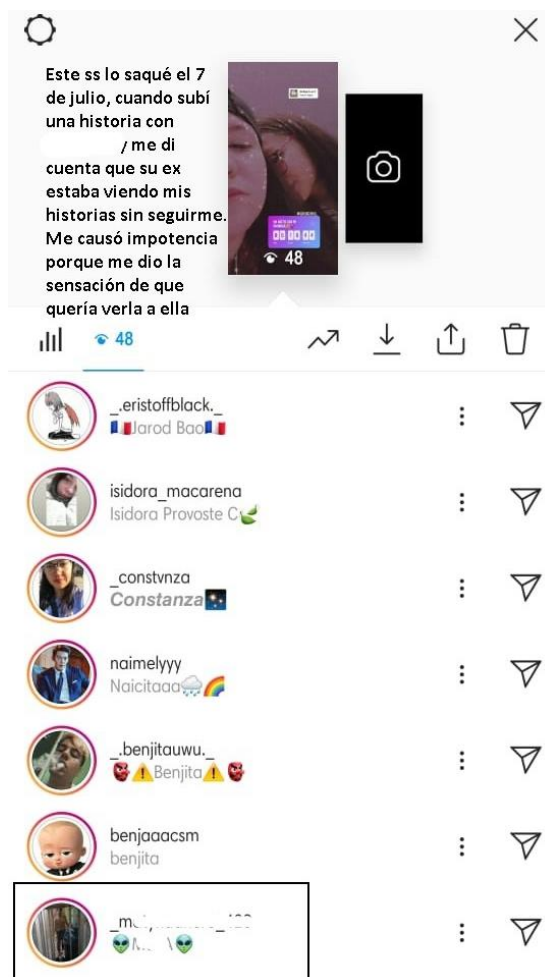 Este ss lo saqué el 7
de julio, cuando subí
una historia con
/ me di
cuenta que su ex
estaba viendo mis
historias sin seguirme.
Me causó impotencia
porque me dio la
sensación de que
quería verla a ella
48
48
_.eristoffblack._
🇫🇷Jarod Bao🇫🇷
isidora_macarena
Isidora Provoste C
_constvnza
Constanza
naimelyyy
Naicitaaa🌧️🌈
_.benjitauwu._
👺⚠️Benjita⚠️👺
benjaaacsm
benjita